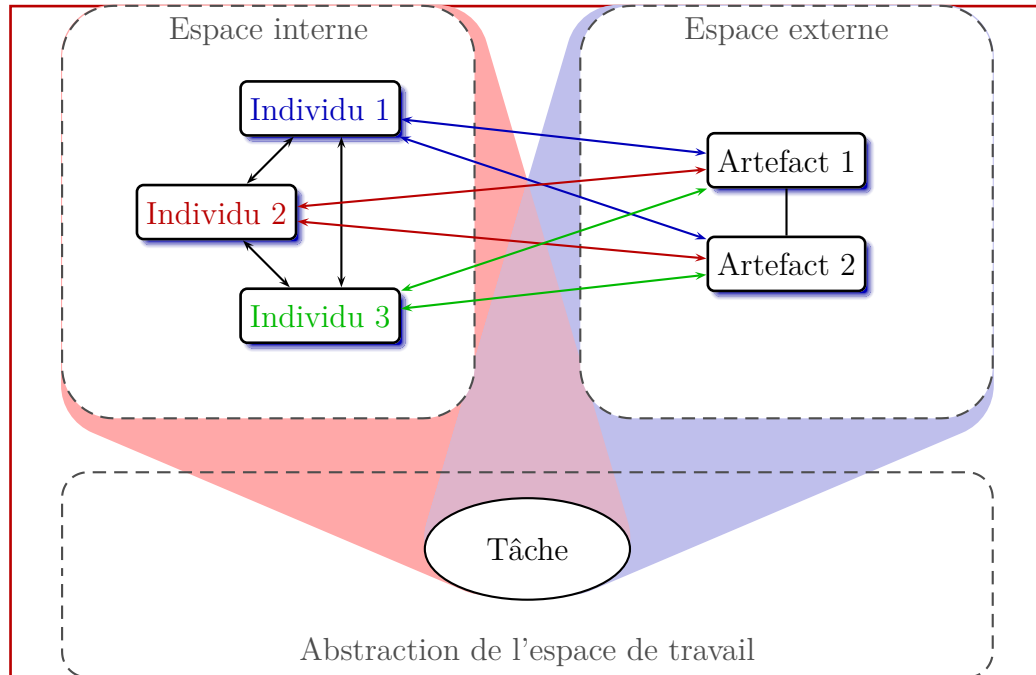 Espace interne
Espace externe
Individu 1
Artefact 1
Individu 2
Artefact 2
Individu 3
Tâche
Abstraction de l'espace de travail